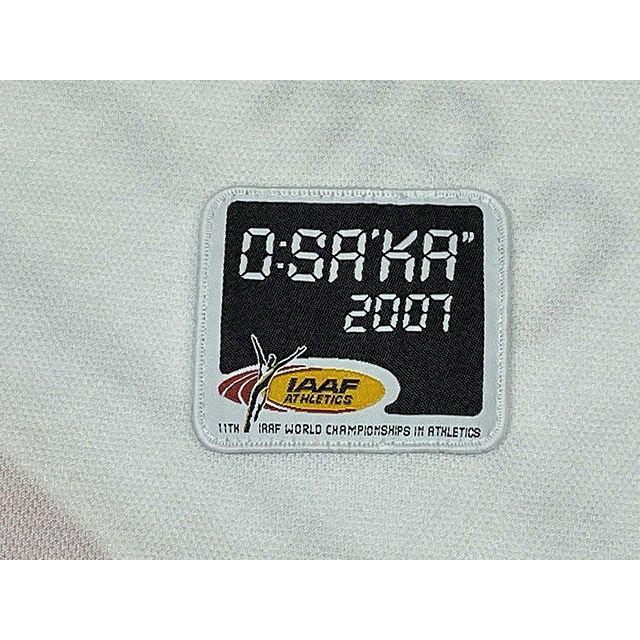 O:SA'KA"
2007
IAAF
ATHLETICS
11TH IAAF WORLD CHAMPIONSHIPS IN ATHLETICS